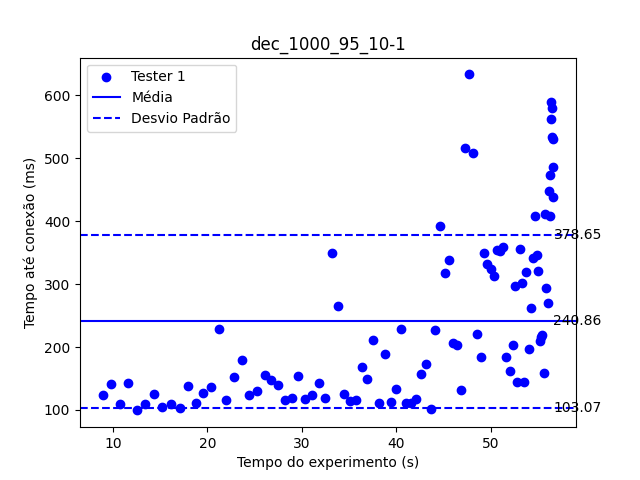 dec_1000_95_10-1
Tester 1
Média
Desvio Padrão
600
500
400
300
200
100
Tempo até conexão (ms)
378.65
240.86
103.07
10
20
30
40
50
Tempo do experimento (s)